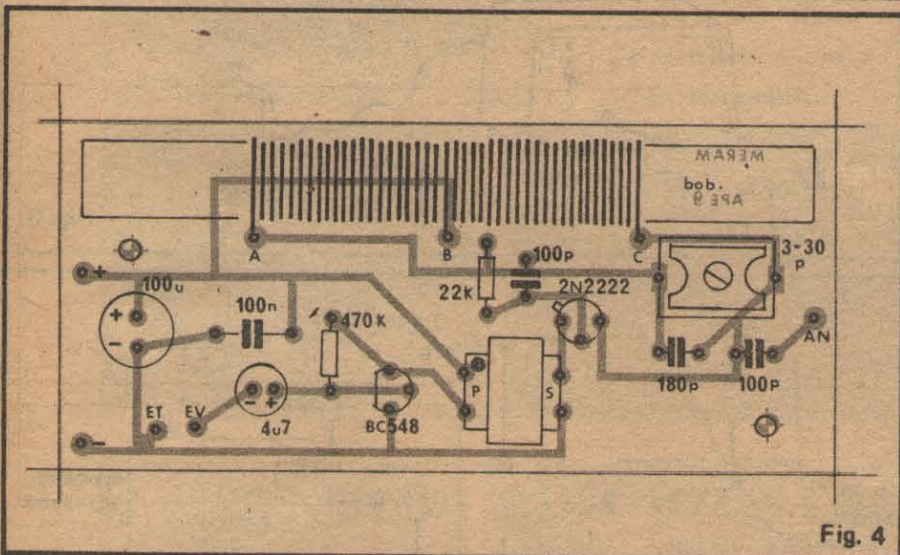 MERAM
bob.
APE 9
A
B
C
3-30
p
+
100u
100n
+
-
470K
22K
100p
2N2222
AN
P
S
180p
100p
ET
EV
-
+
4u7
BC548
-
Fig. 4